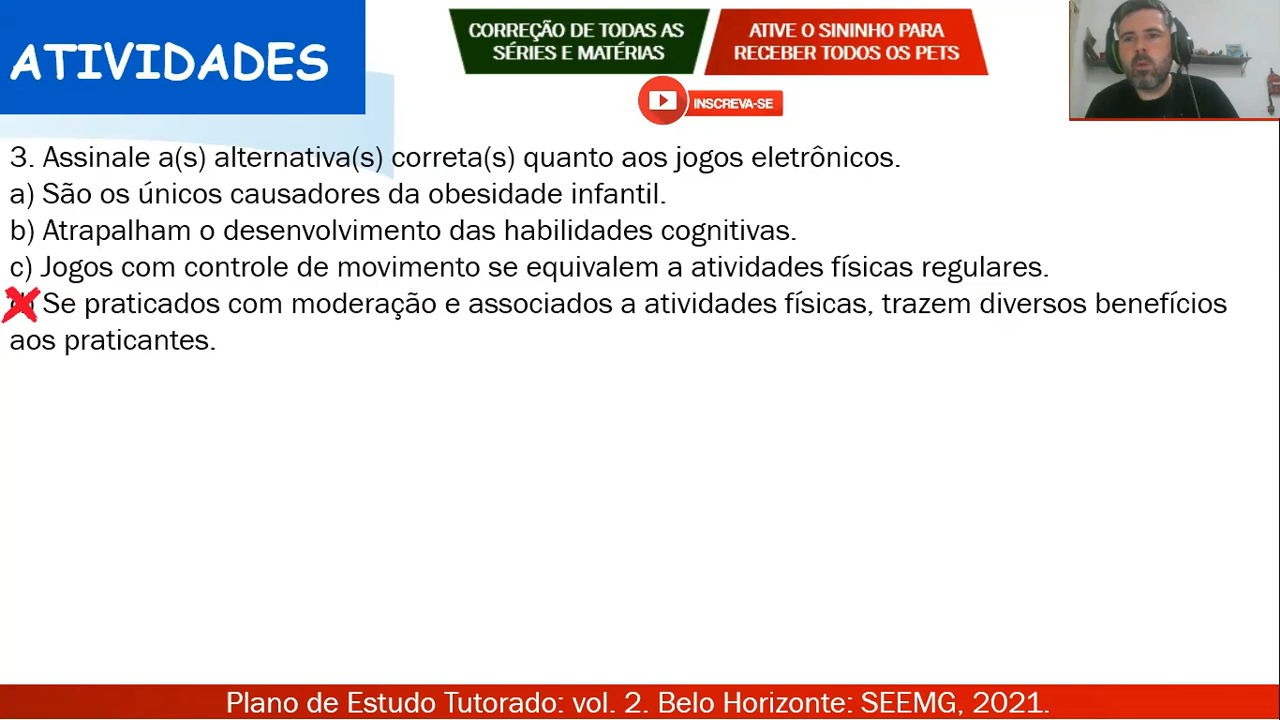 ATIVIDADES
CORREÇÃO DE TODAS AS
SÉRIES E MATÉRIAS
ATIVE O SININHO PARA
RECEBER TODOS OS PETS
INSCREVA-SE
3. Assinale a(s) alternativa(s) correta(s) quanto aos jogos eletrônicos.
a) São os únicos causadores da obesidade infantil.
b) Atrapalham o desenvolvimento das habilidades cognitivas.
c) Jogos com controle de movimento se equivalem a atividades físicas regulares.
Se praticados com moderação e associados a atividades físicas, trazem diversos benefícios
aos praticantes.
Plano de Estudo Tutorado: vol. 2. Belo Horizonte: SEEMG, 2021.